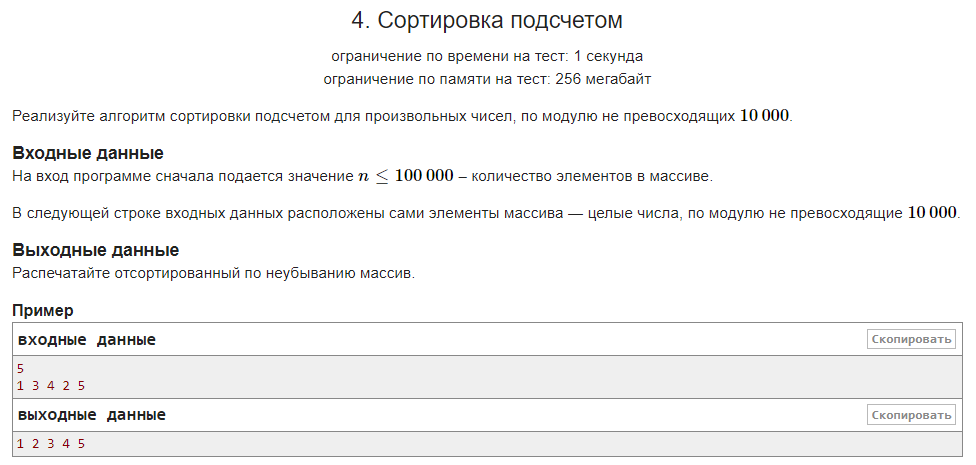 4. Сортировка подсчетом
ограничение по времени на тест: 1 секунда
ограничение по памяти на тест: 256 мегабайт
Реализуйте алгоритм сортировки подсчетом для произвольных чисел, по модулю не превосходящих 10 000.
Входные данные
На вход программе сначала подается значение n ≤ 100 000 – количество элементов в массиве.
В следующей строке входных данных расположены сами элементы массива — целые числа, по модулю не превосходящие 10 000.
Выходные данные
Распечатайте отсортированный по неубыванию массив.
Пример
входные данные Скопировать
5
1 3 4 2 5
выходные данные Скопировать
1 2 3 4 5